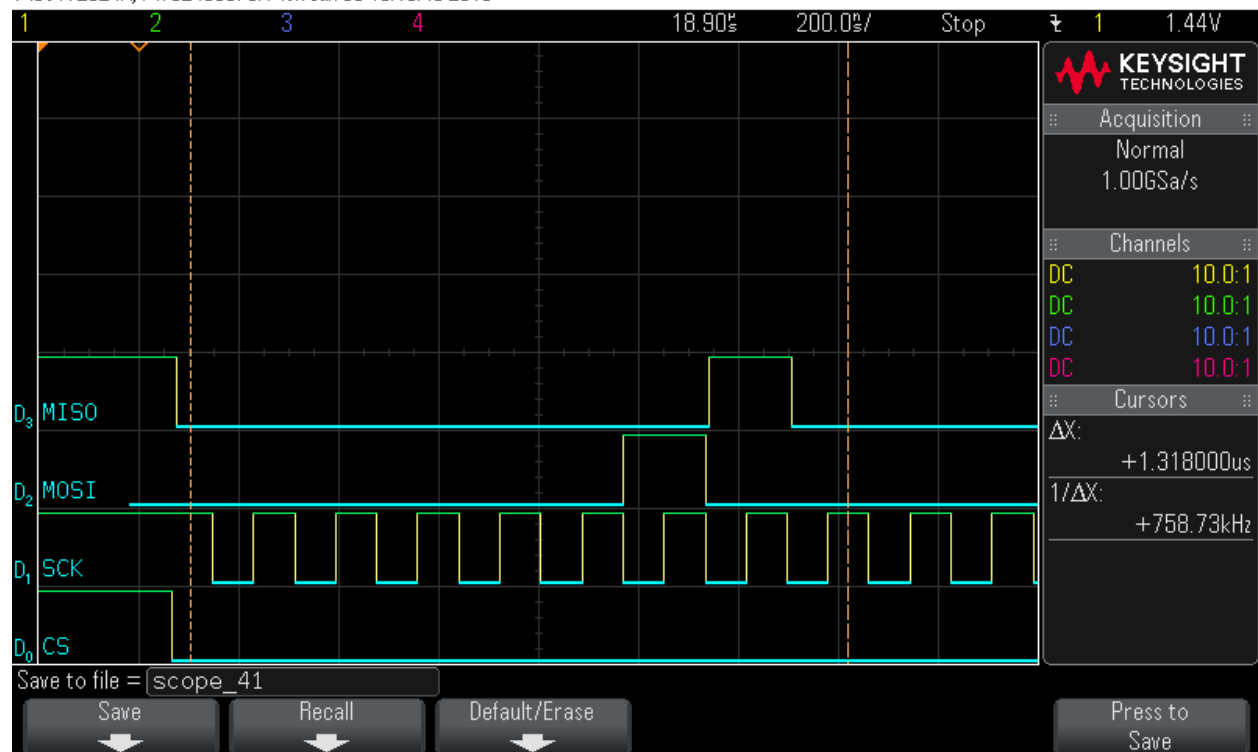 1 2 3 4 18.90us 200.0ns/ Stop 1 1.44V
KEYSIGHT
TECHNOLOGIES
Acquisition
Normal
1.00GSa/s
Channels
DC 10.0:1
DC 10.0:1
DC 10.0:1
DC 10.0:1
Cursors
ΔX:
+1.318000us
1/ΔX:
+758.73kHz
D3 MISO
D2 MOSI
D1 SCK
D0 CS
Save to file = scope_41
Save Recall Default/Erase Press to
Save